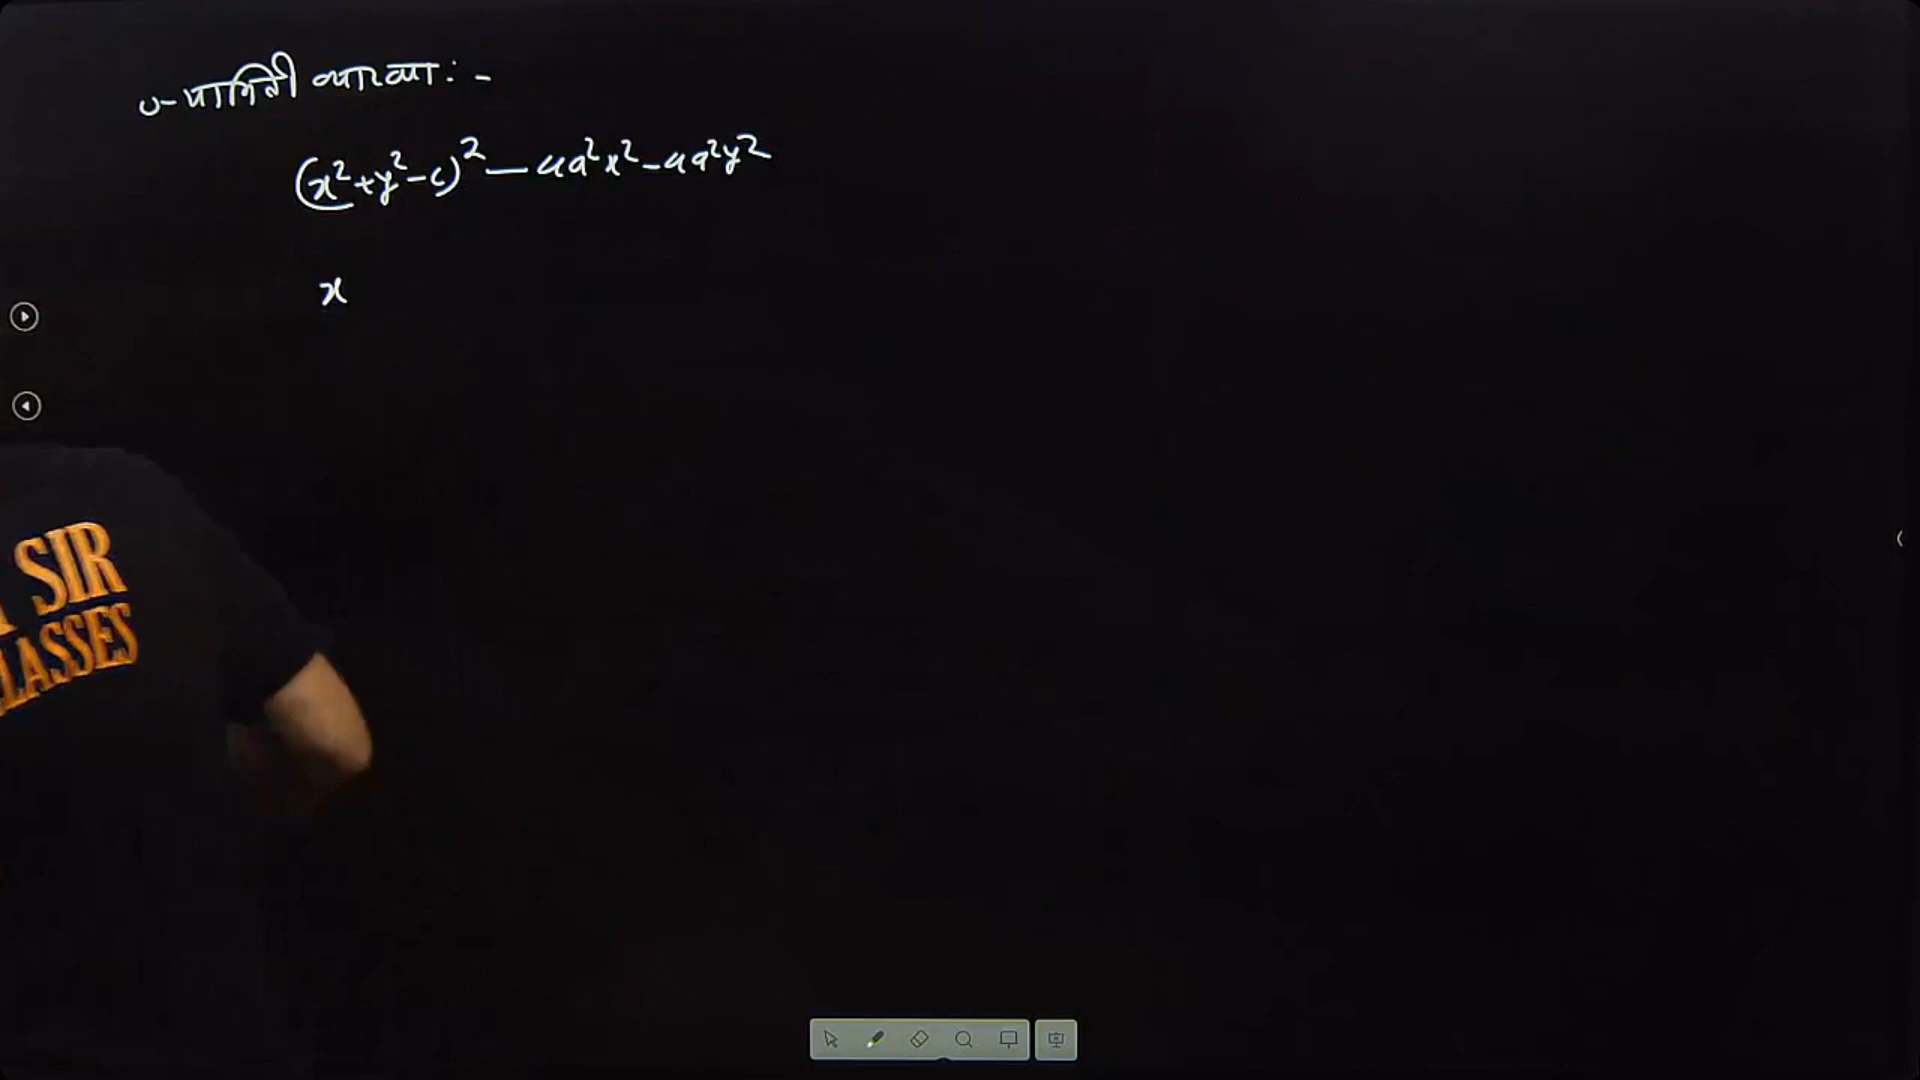 ज्यामिती व्याख्या :-
(x²+y²-c)² - 4a²x² - 4a²y²
x
SIR
LASSES